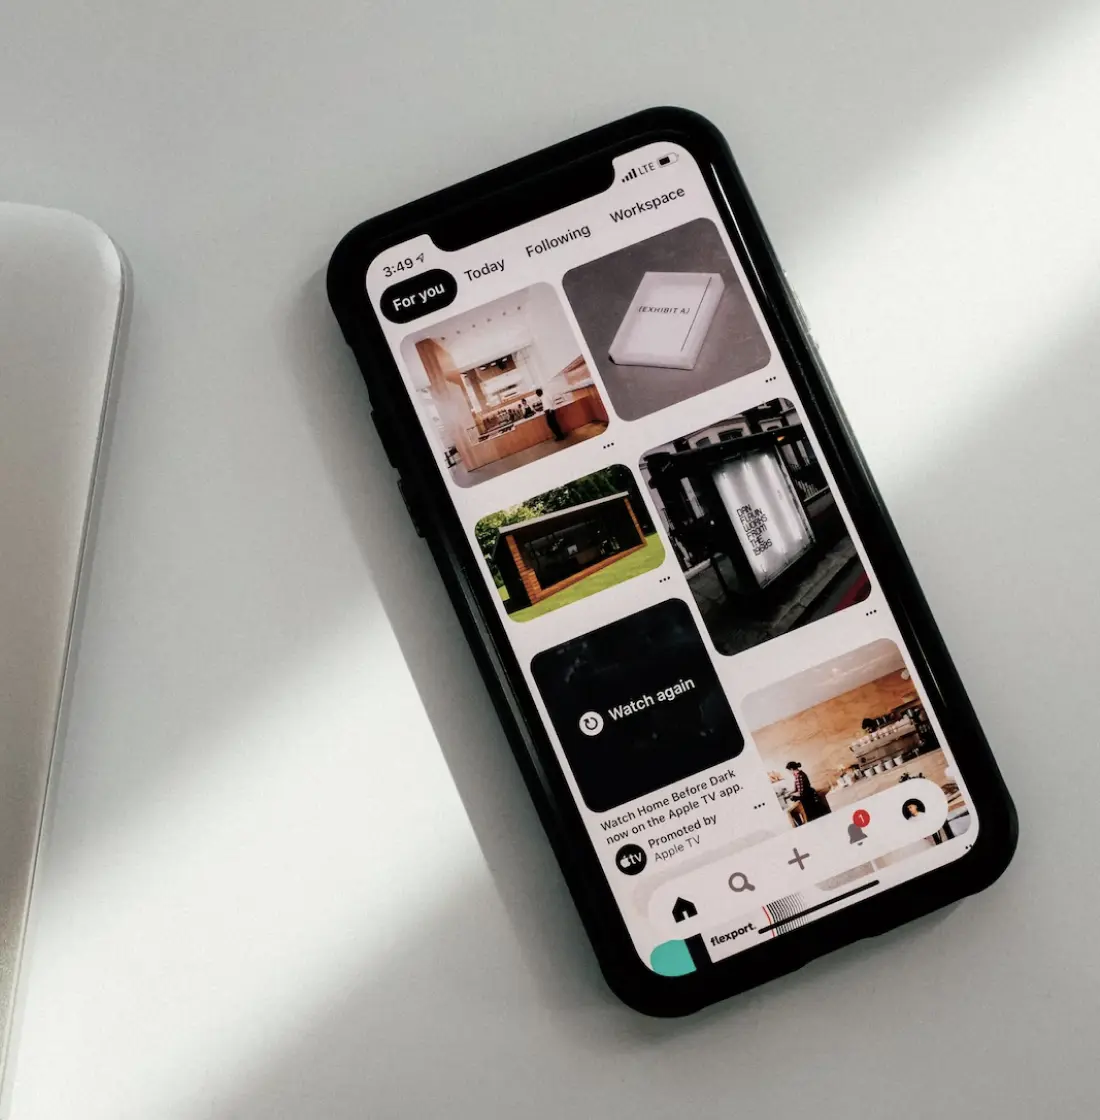 3:49
LTE
For you
Today
Following
Workspace
(EXHIBIT A)
DAN
FLAVIN
WORKS
FROM
THE
1960S
Watch again
Watch Home Before Dark
now on the Apple TV app.
Promoted by
Apple TV
tv
1
flexport.